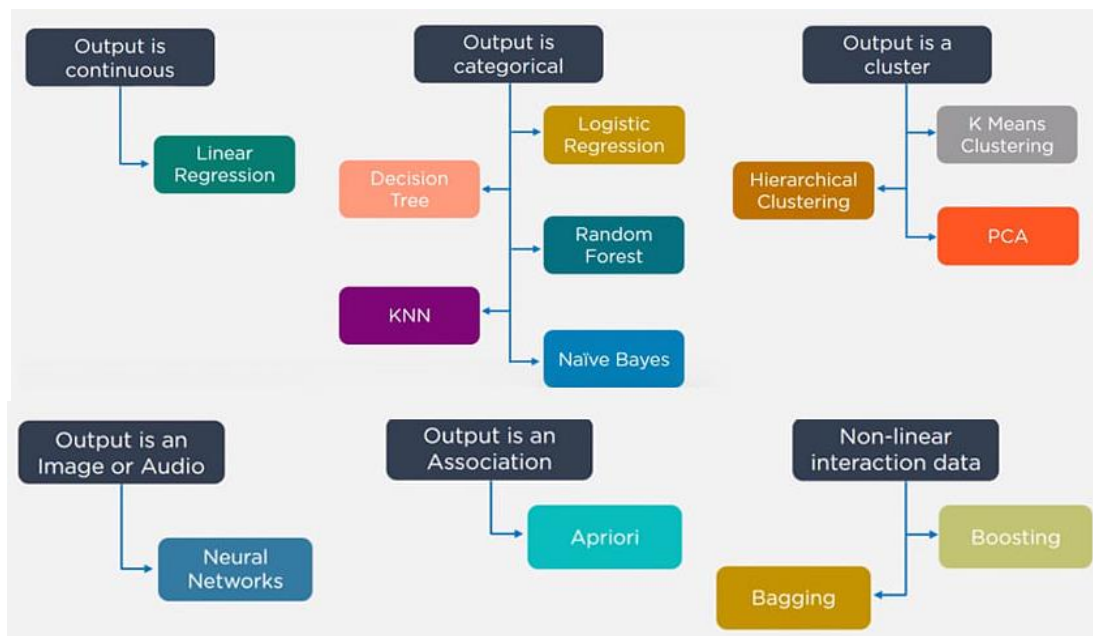 Output is
continuous
Linear
Regression
Output is
categorical
Logistic
Regression
Decision
Tree
Random
Forest
KNN
Naïve Bayes
Output is a
cluster
K Means
Clustering
Hierarchical
Clustering
PCA
Output is an
Image or Audio
Neural
Networks
Output is an
Association
Apriori
Non-linear
interaction data
Boosting
Bagging